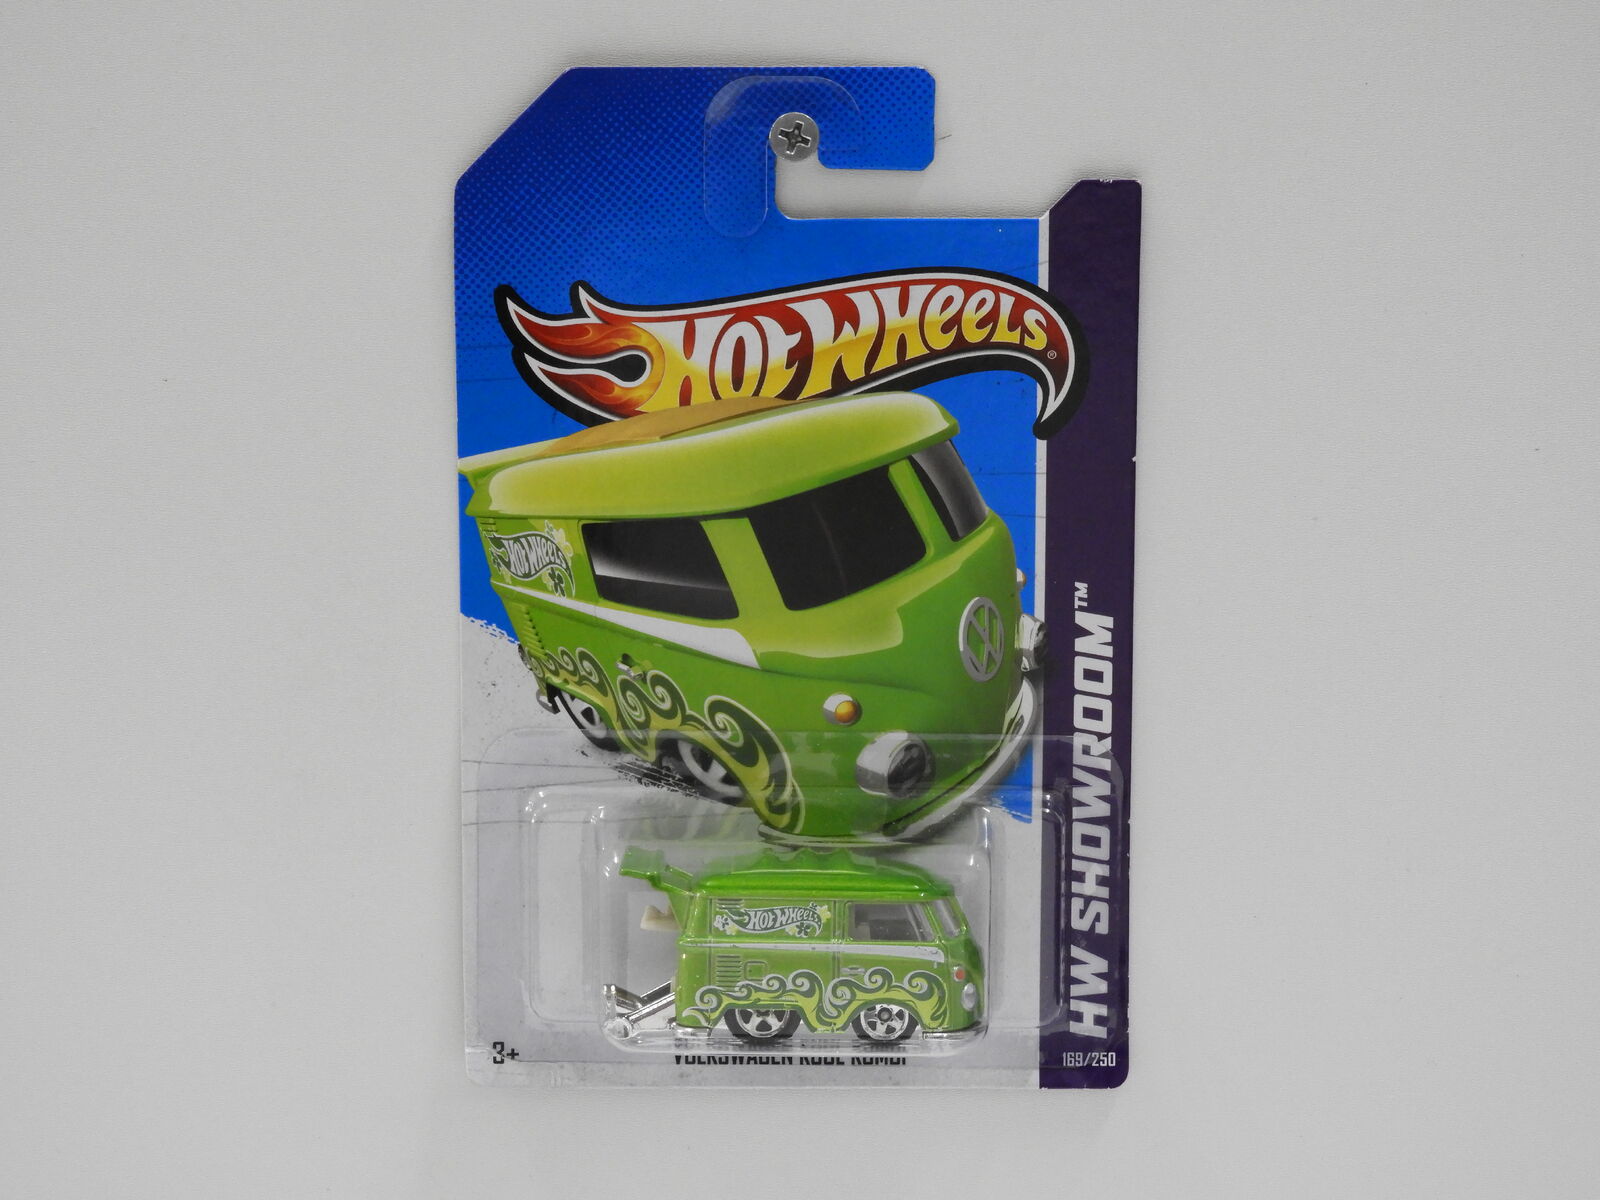 HOT WHEELS®
HOT WHEELS
HW SHOWROOM™
HOT WHEELS
3+
VOLKSWAGEN KOOL KOMBI
169/250